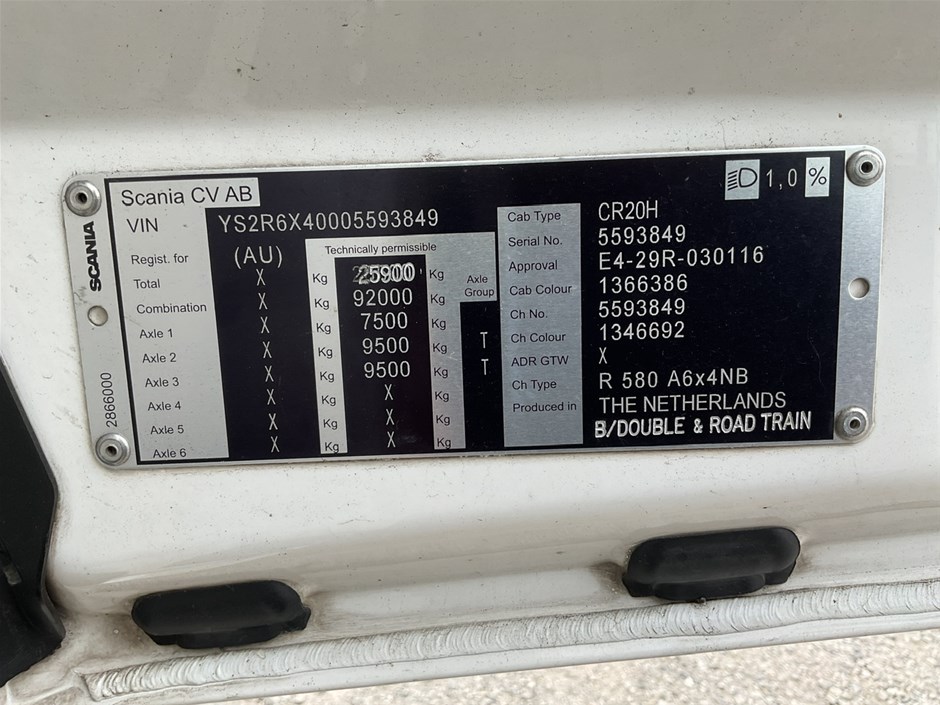 Scania CV AB
VIN YS2R6X40005593849
Regist. for (AU) Technically permissible
Total X Kg 25900 Kg Axle Group
Combination X Kg 92000 Kg
Axle 1 X Kg 7500 Kg
Axle 2 X Kg 9500 Kg T
Axle 3 X Kg 9500 Kg T
Axle 4 X Kg X Kg
Axle 5 X Kg X Kg
Axle 6 X Kg X Kg
SCANIA
2866000
1,0 %
Cab Type CR20H
Serial No. 5593849
Approval E4-29R-030116
Cab Colour 1366386
Ch No. 5593849
Ch Colour 1346692
ADR GTW X
Ch Type R 580 A6x4NB
Produced in THE NETHERLANDS
B/DOUBLE & ROAD TRAIN